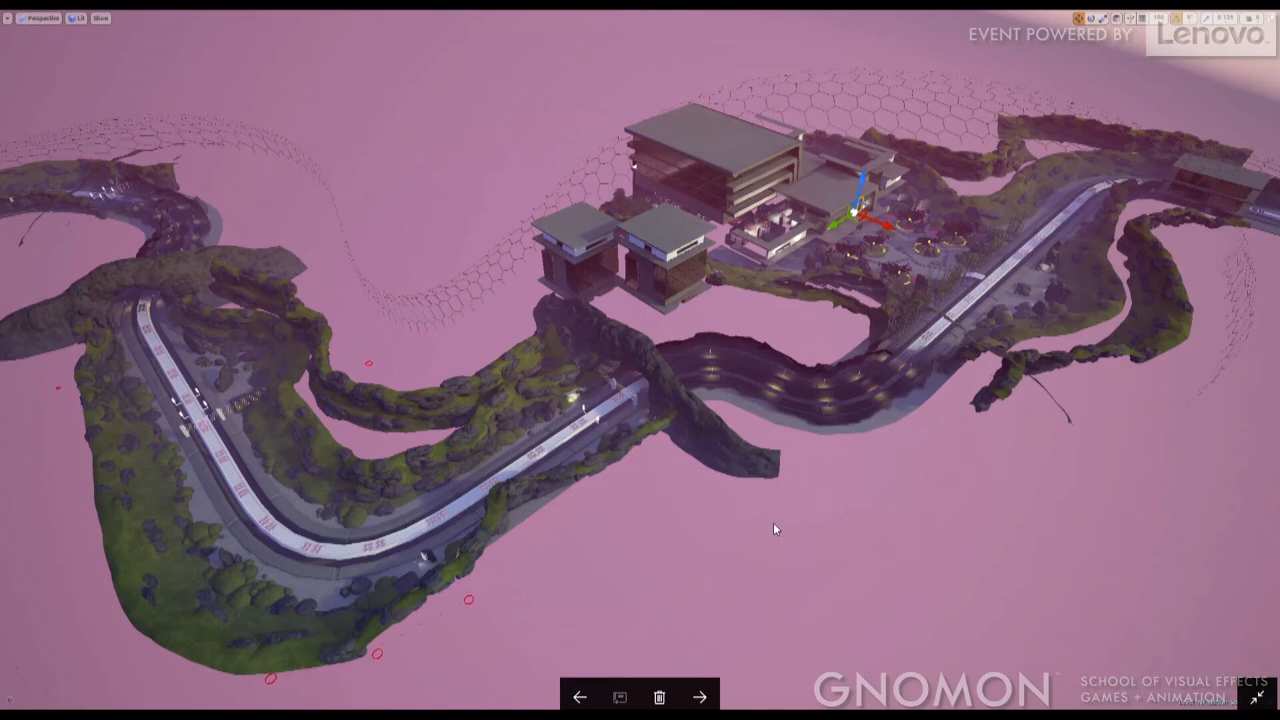 Perspective Lit Show
EVENT POWERED BY Lenovo
GNOMON SCHOOL OF VISUAL EFFECTS
GAMES + ANIMATION